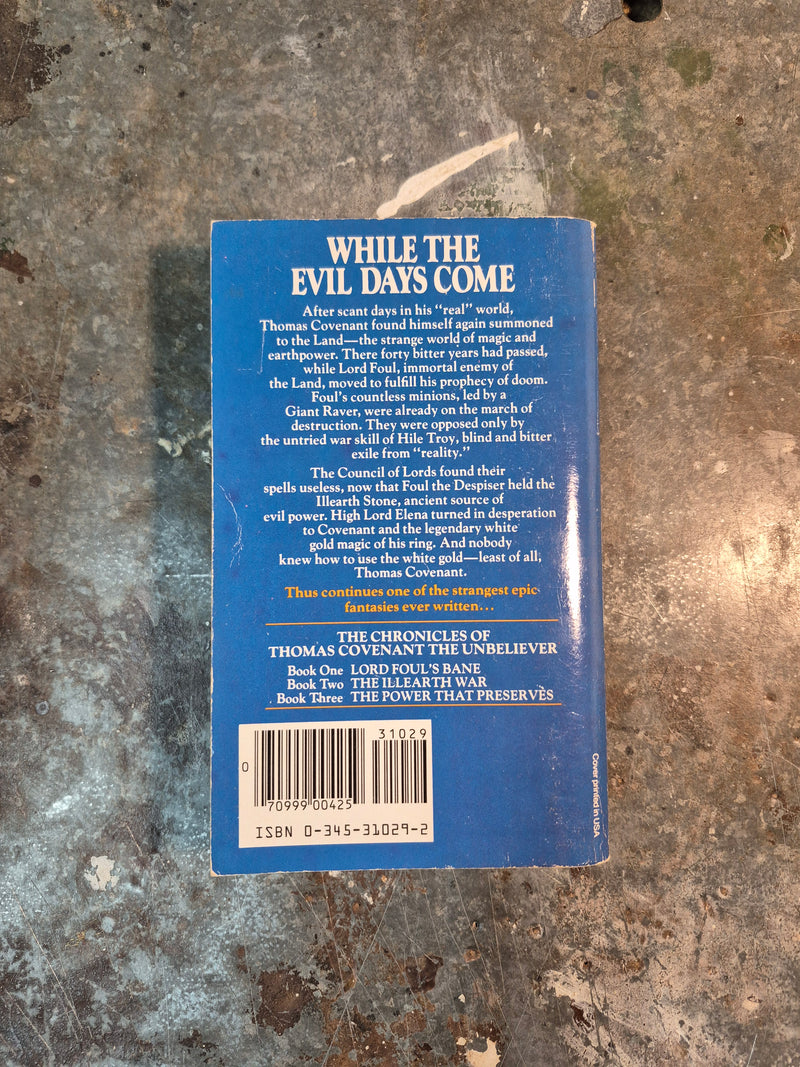 WHILE THE
EVIL DAYS COME
After scant days in his "real" world,
Thomas Covenant found himself again summoned
to the Land—the strange world of magic and
earthpower. There forty bitter years had passed,
while Lord Foul, immortal enemy of
the Land, moved to fulfill his prophecy of doom.
Foul's countless minions, led by a
Giant Raver, were already on the march of
destruction. They were opposed only by
the untried war skill of Hile Troy, blind and bitter
exile from "reality."
The Council of Lords found their
spells useless, now that Foul the Despiser held the
Illearth Stone, ancient source of
evil power. High Lord Elena turned in desperation
to Covenant and the legendary white
gold magic of his ring. And nobody
knew how to use the white gold—least of all,
Thomas Covenant.
Thus continues one of the strangest epic
fantasies ever written...
THE CHRONICLES OF
THOMAS COVENANT THE UNBELIEVER
Book One LORD FOUL'S BANE
Book Two THE ILLEARTH WAR
Book Three THE POWER THAT PRESERVES
31029
0
70999 00425
ISBN 0-345-31029-2
Cover printed in USA